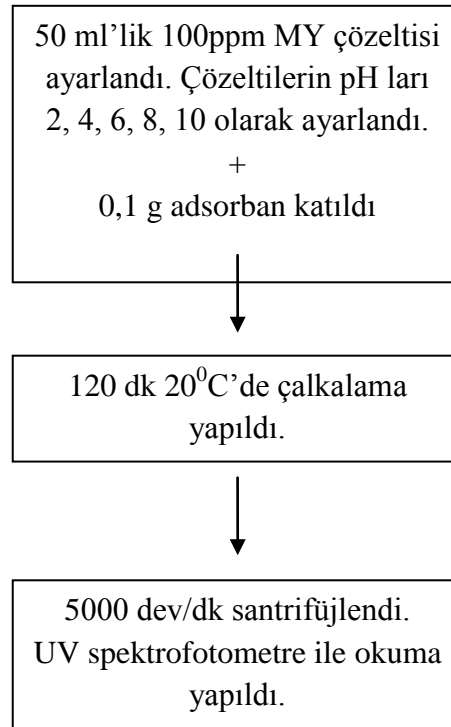 50 ml’lik 100ppm MY çözeltisi
ayarlandı. Çözeltilerin pH ları
2, 4, 6, 8, 10 olarak ayarlandı.
+
0,1 g adsorban katıldı
120 dk 20⁰C’de çalkalama
yapıldı.
5000 dev/dk santrifüjlendi.
UV spektrofotometre ile okuma
yapıldı.